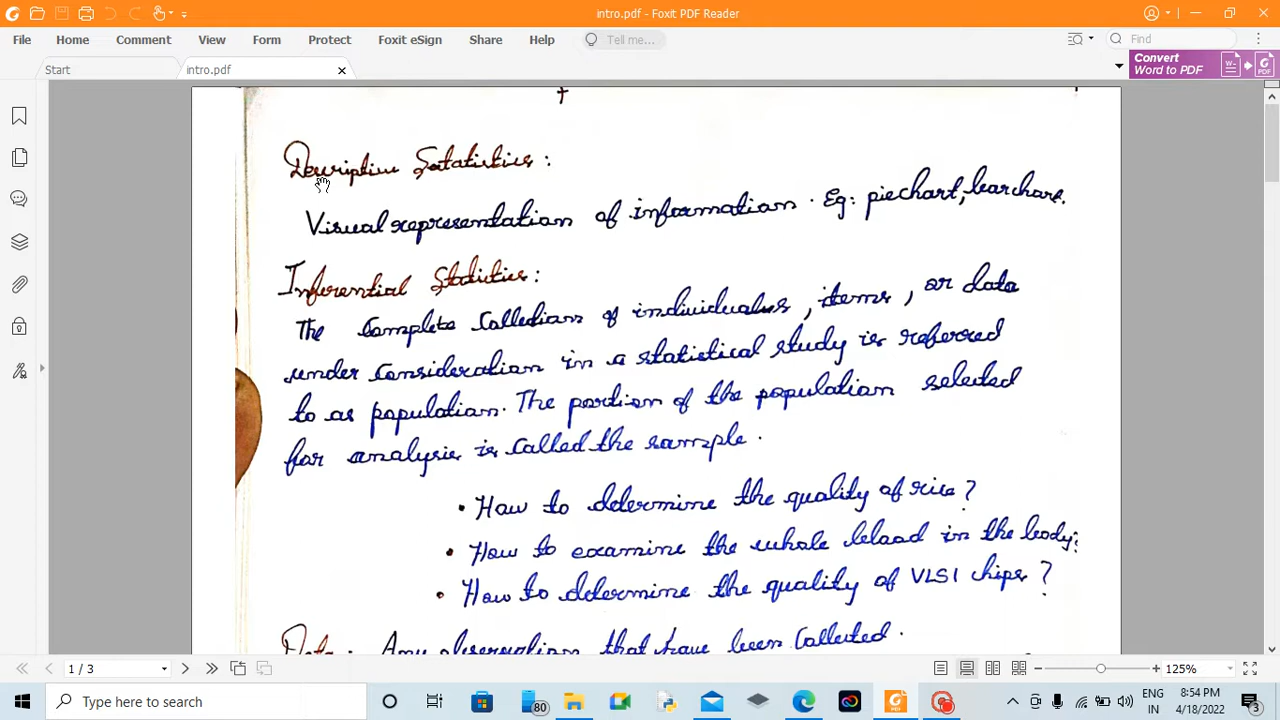 intro.pdf - Foxit PDF Reader
File Home Comment View Form Protect Foxit eSign Share Help Tell me... Find
Start intro.pdf Convert Word to PDF
Descriptive Statistics :
Visual representation of information. Eg: piechart, barchart.
Inferential Statistics :
The complete collection of individuals, items, or data
under consideration in a statistical study is referred
to as population. The portion of the population selected
for analysis is called the sample.
• How to determine the quality of rice ?
• How to examine the whole blood in the body?
• How to determine the quality of VLSI chips ?
Data : Any observation that have been collected.
1 / 3 125%
Type here to search 80 ENG IN 8:54 PM 4/18/2022 3